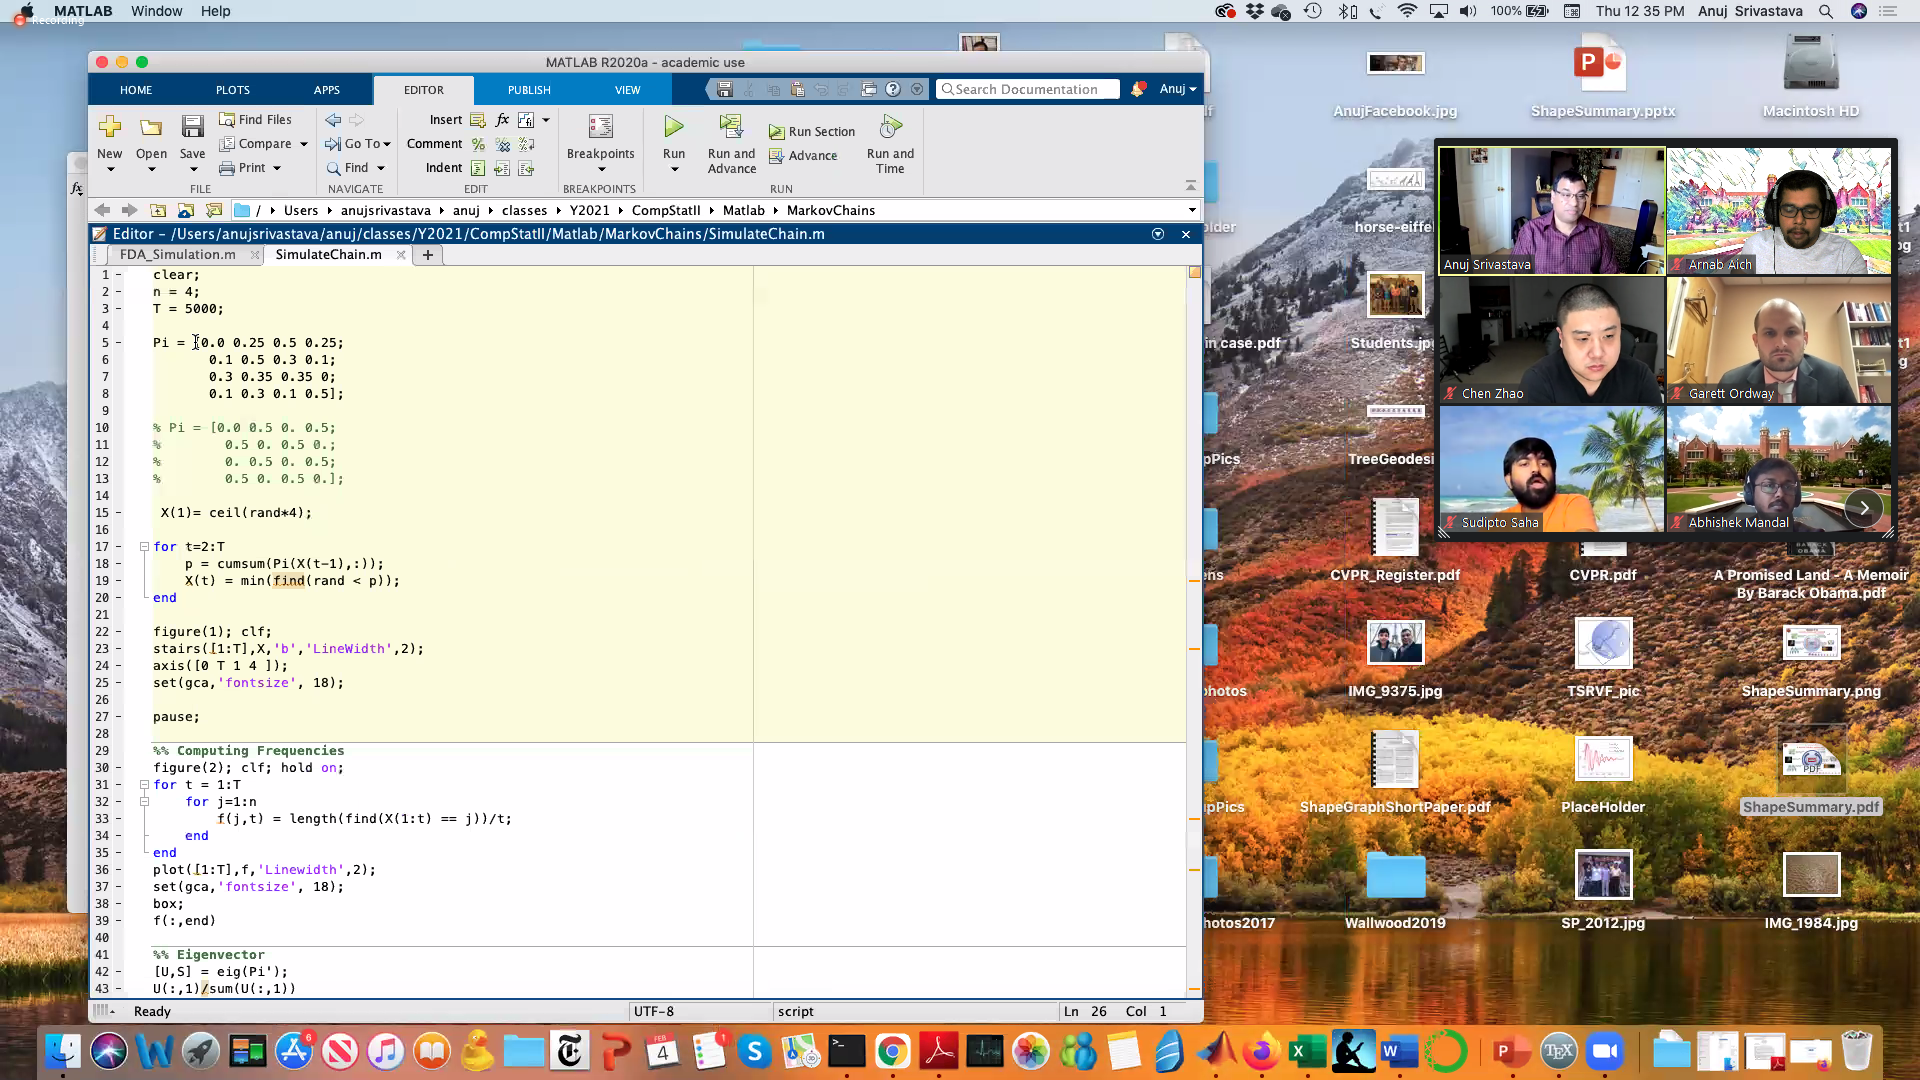 MATLAB Window Help
Recording
100% Thu 12 35 PM Anuj Srivastava
MATLAB R2020a - academic use
HOME PLOTS APPS EDITOR PUBLISH VIEW
Search Documentation
Anuj
New Open Save
Find Files
Compare
Print
Go To
Find
Insert
Comment
Indent
Breakpoints
Run
Run and Advance
Run Section
Advance
Run and Time
FILE NAVIGATE EDIT BREAKPOINTS RUN
/ Users anujsrivastava anuj classes Y2021 CompStatII Matlab MarkovChains
Editor - /Users/anujsrivastava/anuj/classes/Y2021/CompStatII/Matlab/MarkovChains/SimulateChain.m
FDA_Simulation.m SimulateChain.m
1 clear;
2 n = 4;
3 T = 5000;
4
5 Pi = [0.0 0.25 0.5 0.25;
6 0.1 0.5 0.3 0.1;
7 0.3 0.35 0.35 0;
8 0.1 0.3 0.1 0.5];
9
10 % Pi = [0.0 0.5 0. 0.5;
11 % 0.5 0. 0.5 0.;
12 % 0. 0.5 0. 0.5;
13 % 0.5 0. 0.5 0.];
14
15 X(1)= ceil(rand*4);
16
17 for t=2:T
18 p = cumsum(Pi(X(t-1),:));
19 X(t) = min(find(rand < p));
20 end
21
22 figure(1); clf;
23 stairs([1:T],X,'b','LineWidth',2);
24 axis([0 T 1 4 ]);
25 set(gca,'fontsize', 18);
26
27 pause;
28
29 %% Computing Frequencies
30 figure(2); clf; hold on;
31 for t = 1:T
32 for j=1:n
33 f(j,t) = length(find(X(1:t) == j))/t;
34 end
35 end
36 plot([1:T],f,'Linewidth',2);
37 set(gca,'fontsize', 18);
38 box;
39 f(:,end)
40
41 %% Eigenvector
42 [U,S] = eig(Pi');
43 U(:,1)/sum(U(:,1))
Ready UTF-8 script Ln 26 Col 1
AnujFacebook.jpg
ShapeSummary.pptx
Macintosh HD
horse-eiffel
in case.pdf
Students.jpg
TreeGeodesi
Anuj Srivastava
Arnab Aich
Chen Zhao
Garett Ordway
Sudipto Saha
Abhishek Mandal
CVPR_Register.pdf
CVPR.pdf
A Promised Land - A Memoir
By Barack Obama.pdf
IMG_9375.jpg
TSRVF_pic
ShapeSummary.png
ShapeGraphShortPaper.pdf
PlaceHolder
ShapeSummary.pdf
PDF
hotos2017
Wallwood2019
SP_2012.jpg
IMG_1984.jpg
FEB
4